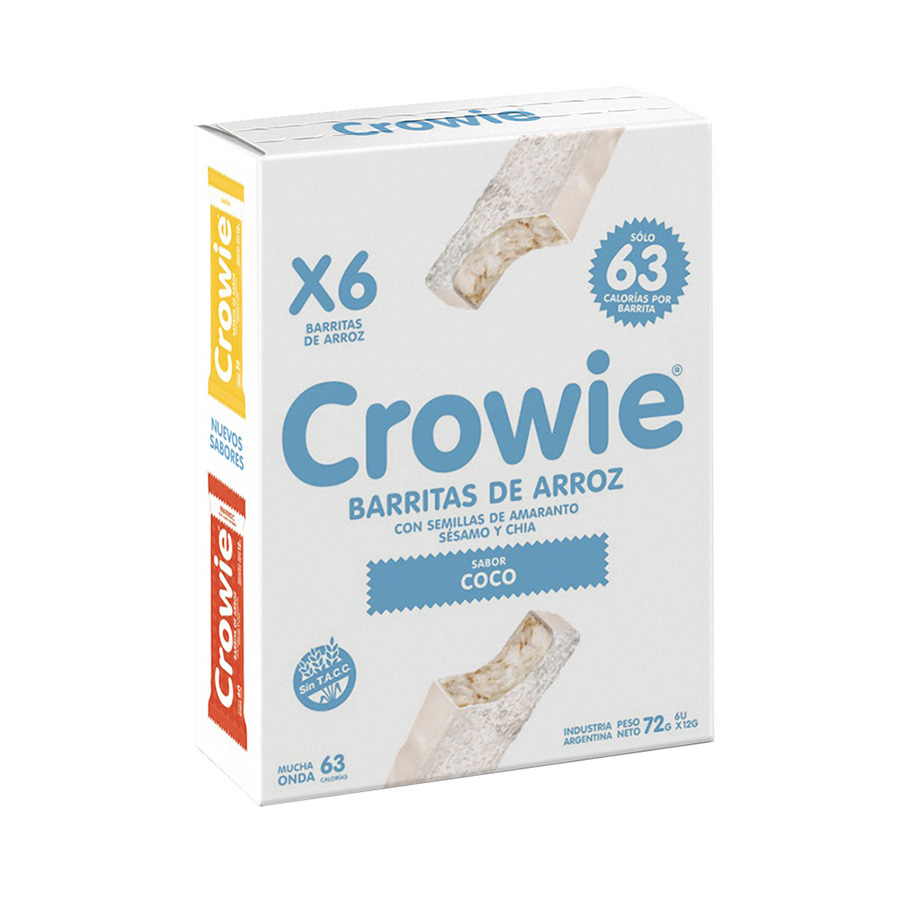 Crowie
X6
BARRITAS
DE ARROZ
SÓLO
63
CALORÍAS POR
BARRITA
Crowie®
BARRITAS DE ARROZ
CON SEMILLAS DE AMARANTO
SÉSAMO Y CHIA
SABOR
COCO
Sin T.A.C.C.
MUCHA
ONDA 63
CALORÍAS
INDUSTRIA
ARGENTINA
PESO
NETO 72G
6U
X12G
Crowie
NUEVOS
SABORES
Crowie